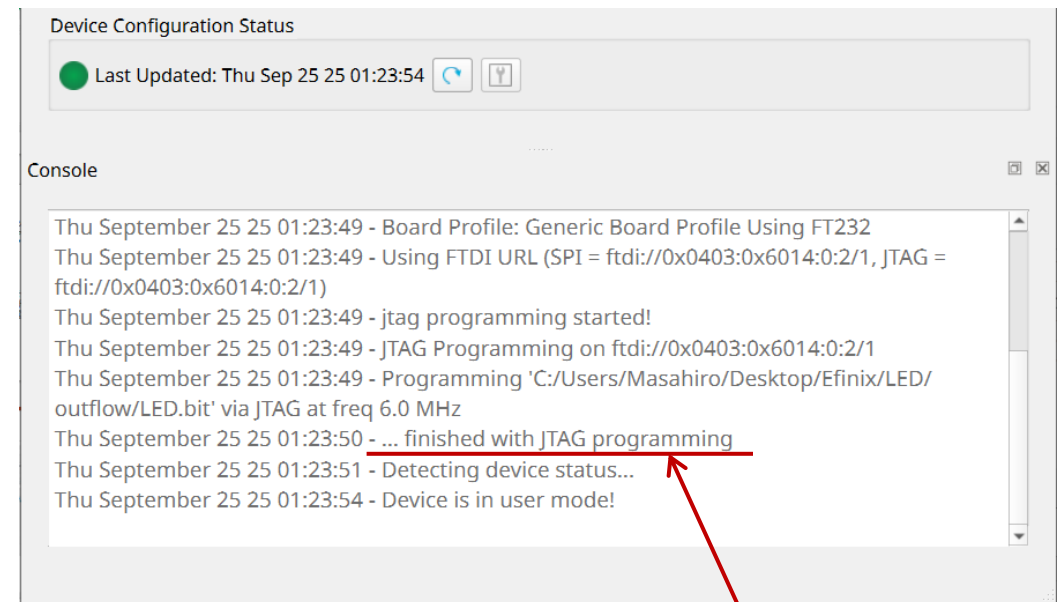 Device Configuration Status
Last Updated: Thu Sep 25 25 01:23:54
Console
Thu September 25 25 01:23:49 - Board Profile: Generic Board Profile Using FT232
Thu September 25 25 01:23:49 - Using FTDI URL (SPI = ftdi://0x0403:0x6014:0:2/1, JTAG =
ftdi://0x0403:0x6014:0:2/1)
Thu September 25 25 01:23:49 - jtag programming started!
Thu September 25 25 01:23:49 - JTAG Programming on ftdi://0x0403:0x6014:0:2/1
Thu September 25 25 01:23:49 - Programming 'C:/Users/Masahiro/Desktop/Efinix/LED/
outflow/LED.bit' via JTAG at freq 6.0 MHz
Thu September 25 25 01:23:50 - ... finished with JTAG programming
Thu September 25 25 01:23:51 - Detecting device status...
Thu September 25 25 01:23:54 - Device is in user mode!